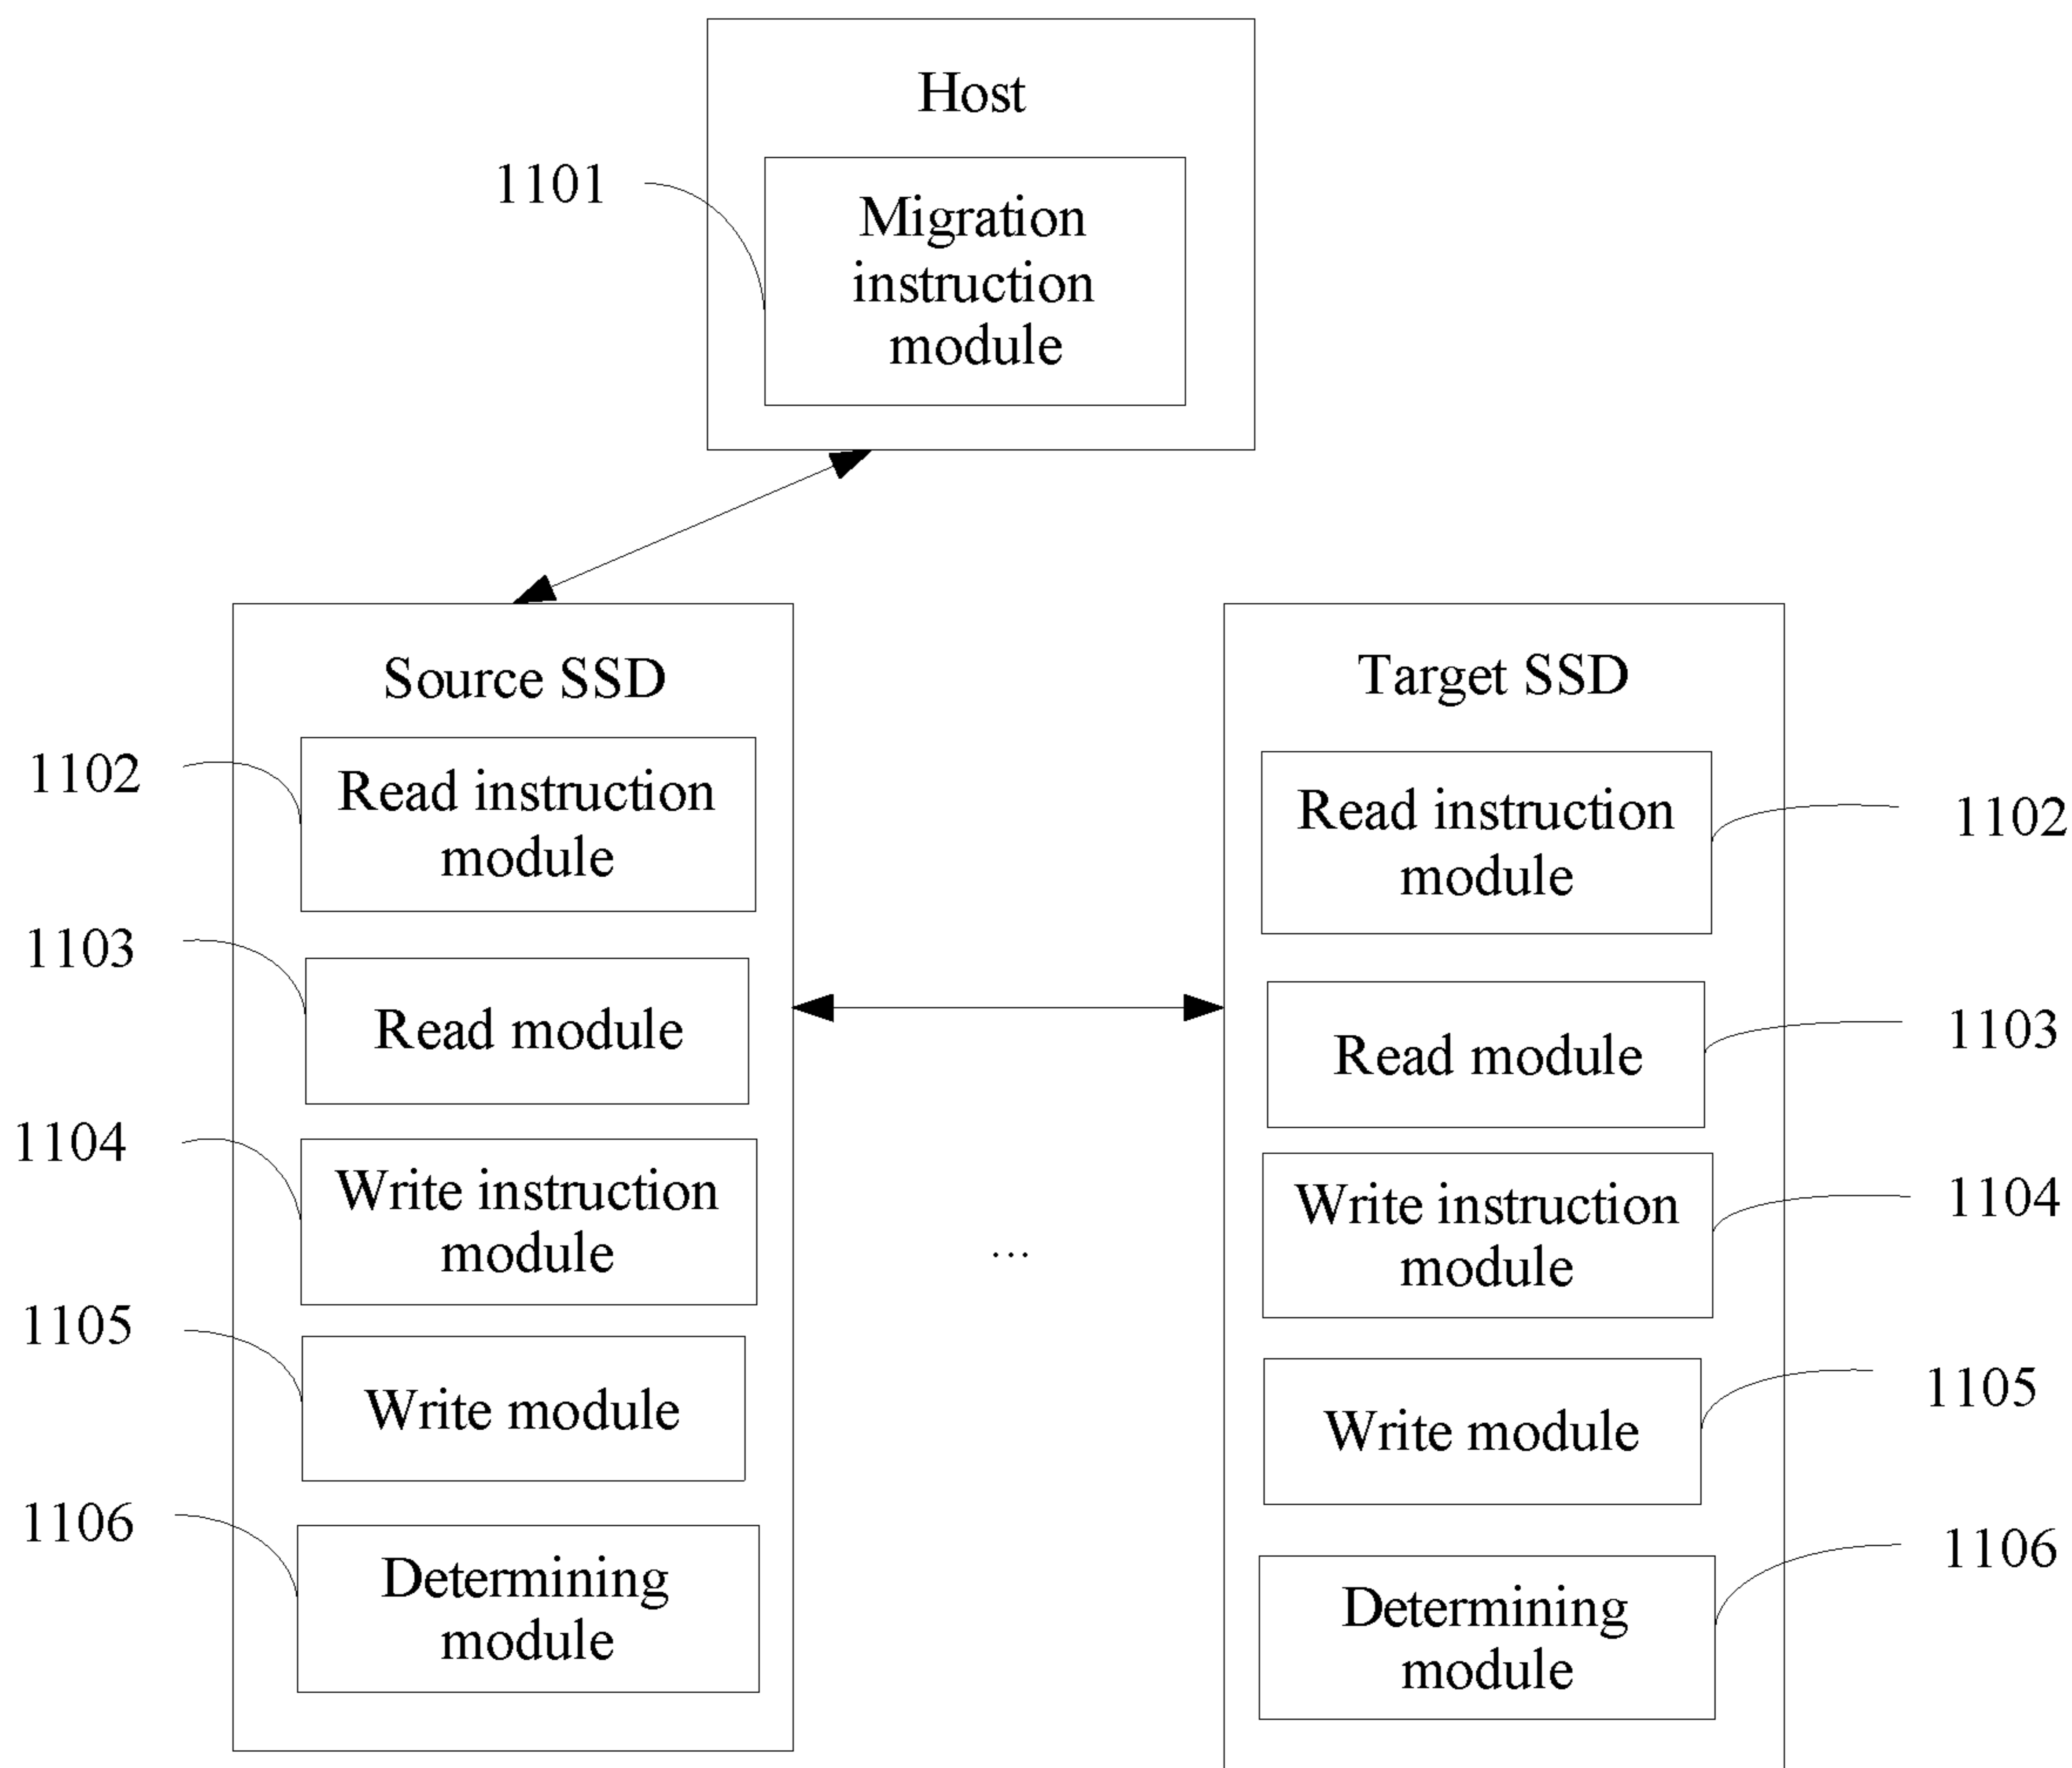 Host
1101
Migration
instruction
module
Source SSD
1102
Read instruction
module
1103
Read module
1104
Write instruction
module
1105
Write module
1106
Determining
module
...
Target SSD
Read instruction
module
1102
Read module
1103
Write instruction
module
1104
Write module
1105
Determining
module
1106